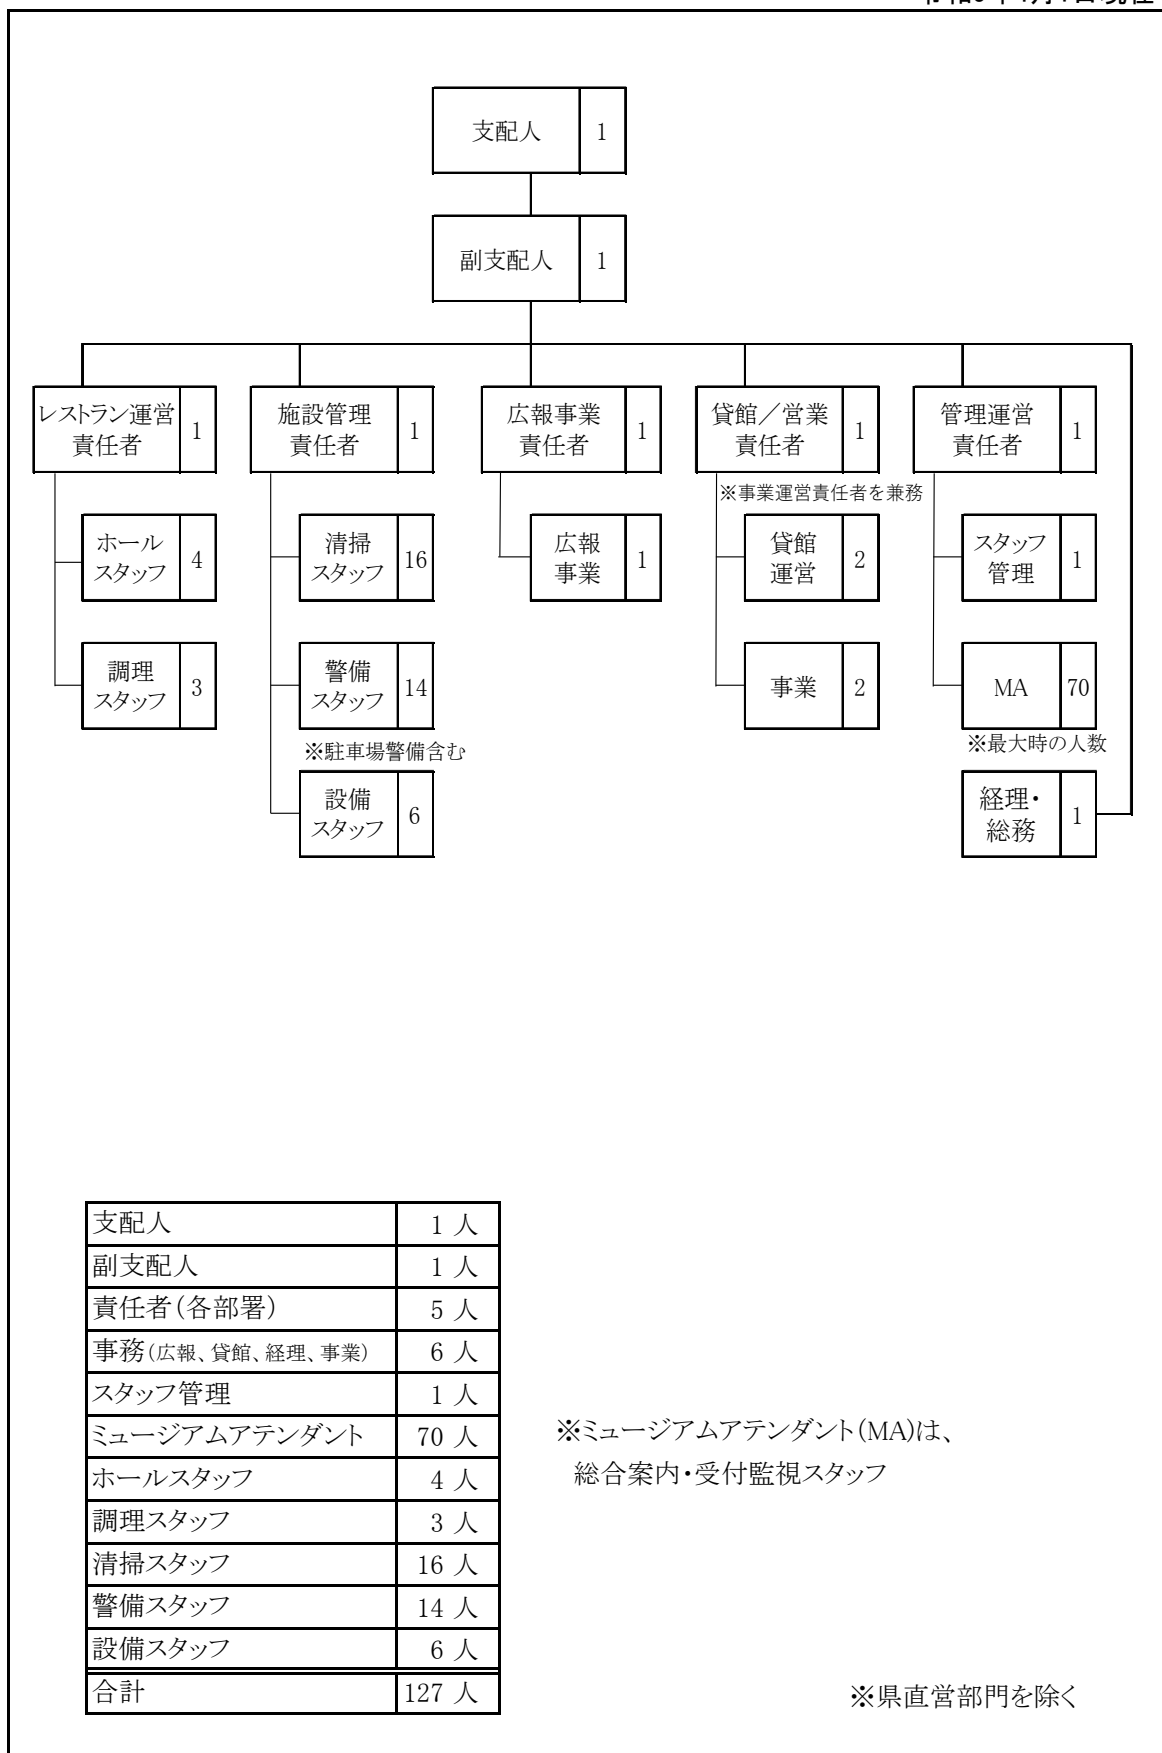 支配人 1
副支配人 1
レストラン運営 施設管理 広報事業 貸館／営業 管理運営
責任者 1 責任者 1 責任者 1 責任者 1 責任者 1
※事業運営責任者を兼務
ホール 清掃 広報 貸館 スタッフ
スタッフ 4 スタッフ 16 事業 1 運営 2 管理 1
調理 警備
スタッフ 3 スタッフ 14 事業 2 MA 70
※駐車場警備含む ※最大時の人数
設備 経理・
スタッフ 6 総務 1
支配人 1 人
副支配人 1 人
責任者(各部署) 5 人
事務(広報、貸館、経理、事業) 6 人
スタッフ管理 1 人
ミュージアムアテンダント 70 人
※ミュージアムアテンダント(MA)は、
ホールスタッフ 4 人
総合案内・受付監視スタッフ
調理スタッフ 3 人
清掃スタッフ 16 人
警備スタッフ 14 人
設備スタッフ 6 人
合計 127 人
※県直営部門を除く